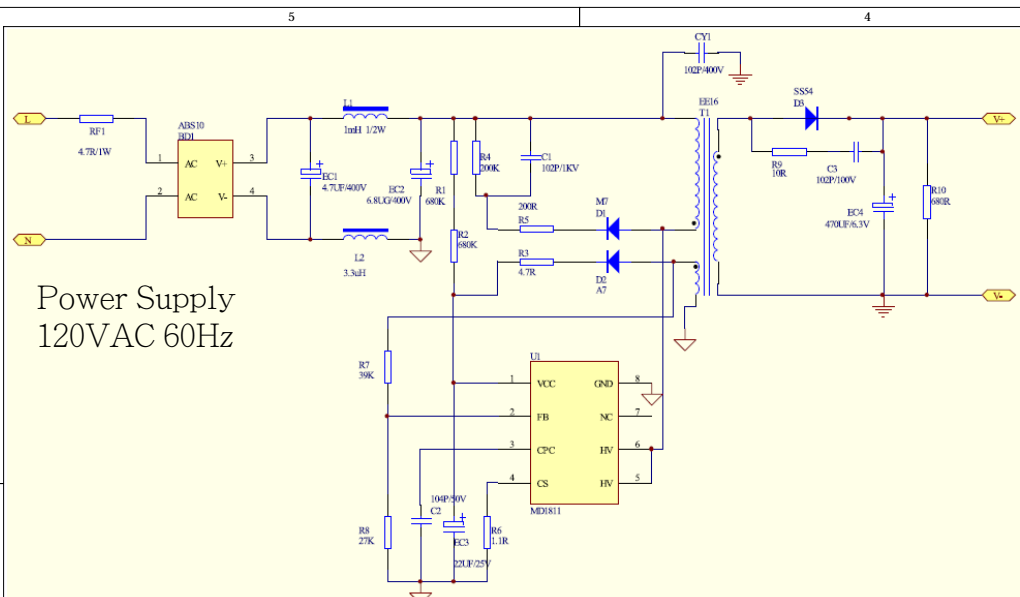 5
4
CY1
102P/400V
L
RF1
4.7R/1W
ABS10
BD1
1
AC
V+
3
2
AC
V-
4
N
L1
1mH 1/2W
EC1
4.7UF/400V
EC2
6.8UG/400V
L2
3.3uH
R1
680K
R2
680K
R4
200K
C1
102P/1KV
200R
R5
M7
D1
R3
4.7R
D2
A7
EE16
T1
SS54
D3
R9
10R
C3
102P/100V
EC4
470UF/6.3V
R10
680R
V+
V-
Power Supply
120VAC 60Hz
R7
39K
R8
27K
104P/50V
C2
EC3
22UF/25V
R6
1.1R
U1
1
VCC
GND
8
2
FB
NC
7
3
CPC
HV
6
4
CS
HV
5
MD1811